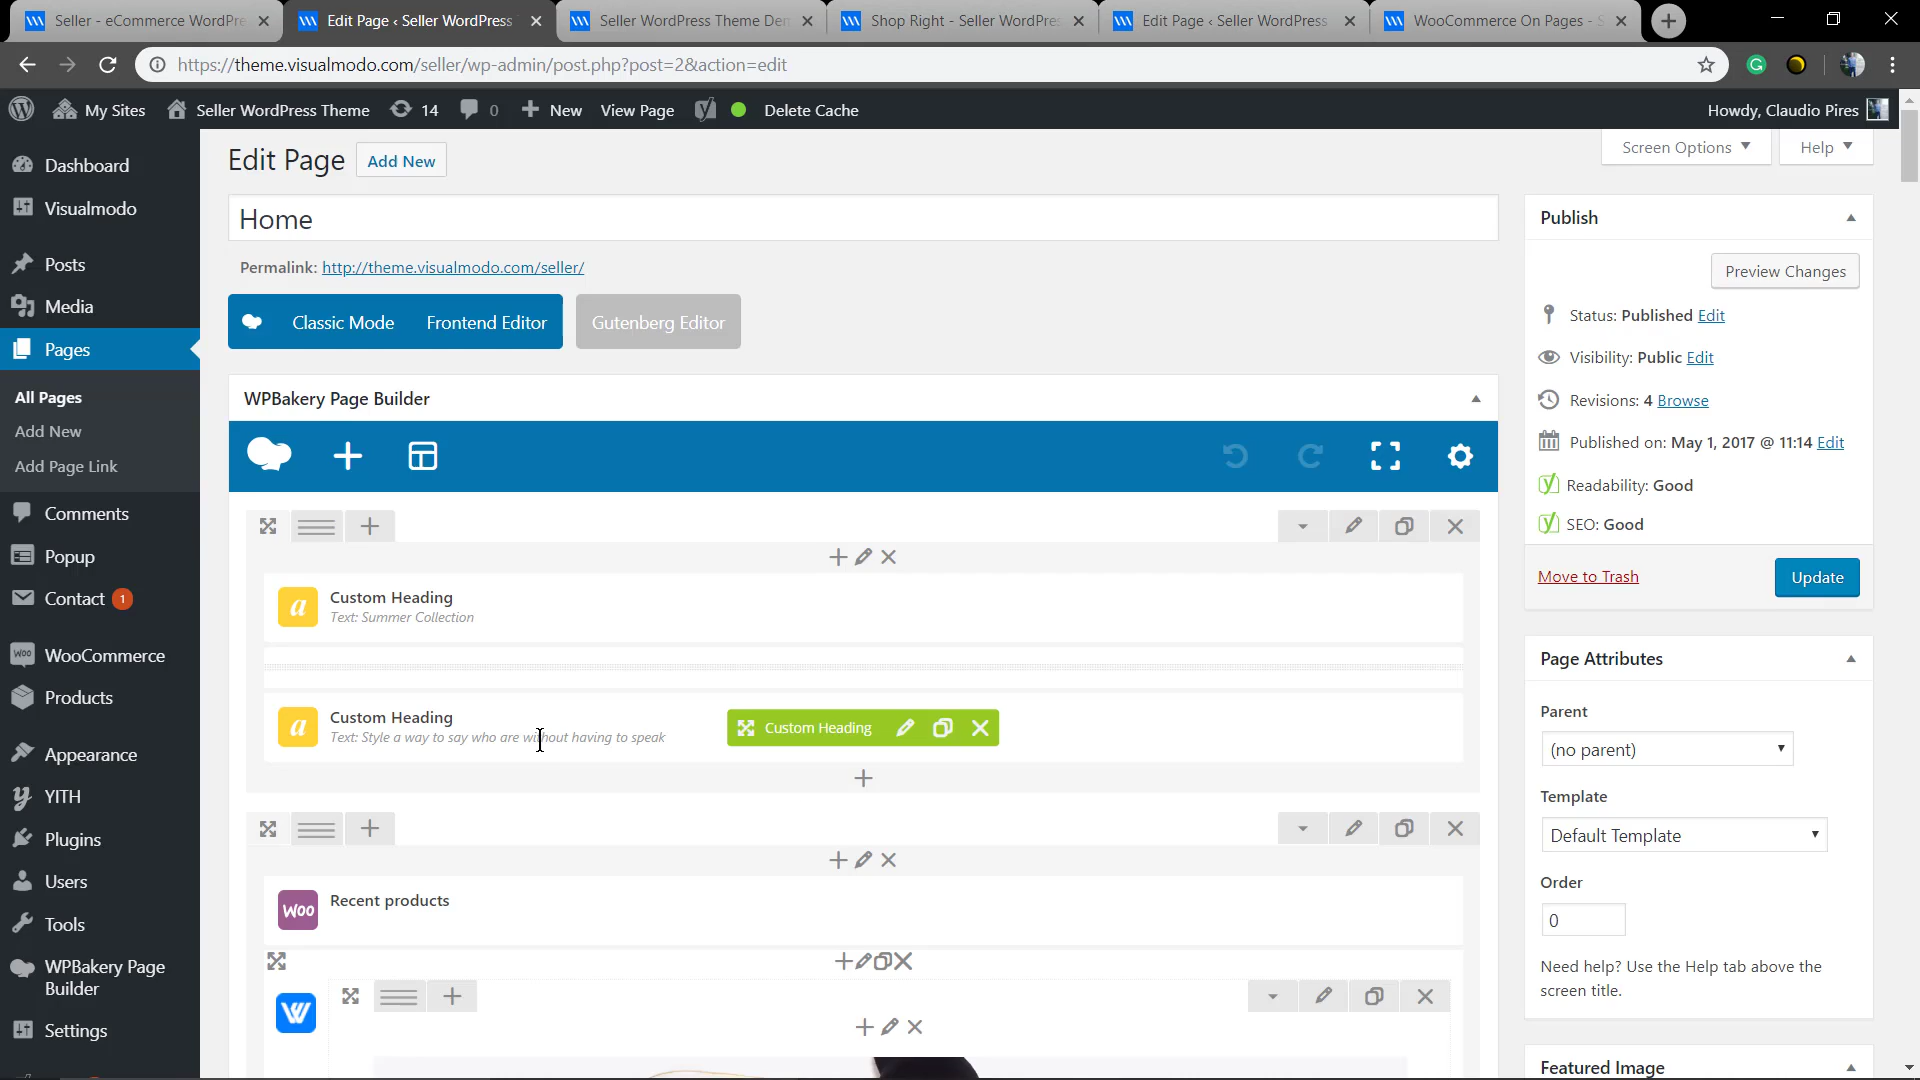 Seller - eCommerce WordPre
Edit Page ‹ Seller WordPress
Seller WordPress Theme Den
Shop Right - Seller WordPres
Edit Page ‹ Seller WordPress
WooCommerce On Pages - S
https://theme.visualmodo.com/seller/wp-admin/post.php?post=2&action=edit
My Sites
Seller WordPress Theme
14
0
New
View Page
Delete Cache
Howdy, Claudio Pires
Dashboard
Visualmodo
Posts
Media
Pages
All Pages
Add New
Add Page Link
Comments
Popup
Contact 1
WooCommerce
Products
Appearance
YITH
Plugins
Users
Tools
WPBakery Page
Builder
Settings
Edit Page
Add New
Screen Options
Help
Home
Permalink: http://theme.visualmodo.com/seller/
Classic Mode
Frontend Editor
Gutenberg Editor
WPBakery Page Builder
Custom Heading
Text: Summer Collection
Custom Heading
Text: Style a way to say who are without having to speak
Custom Heading
Woo
Recent products
Publish
Preview Changes
Status: Published Edit
Visibility: Public Edit
Revisions: 4 Browse
Published on: May 1, 2017 @ 11:14 Edit
Readability: Good
SEO: Good
Move to Trash
Update
Page Attributes
Parent
(no parent)
Template
Default Template
Order
0
Need help? Use the Help tab above the
screen title.
Featured Image